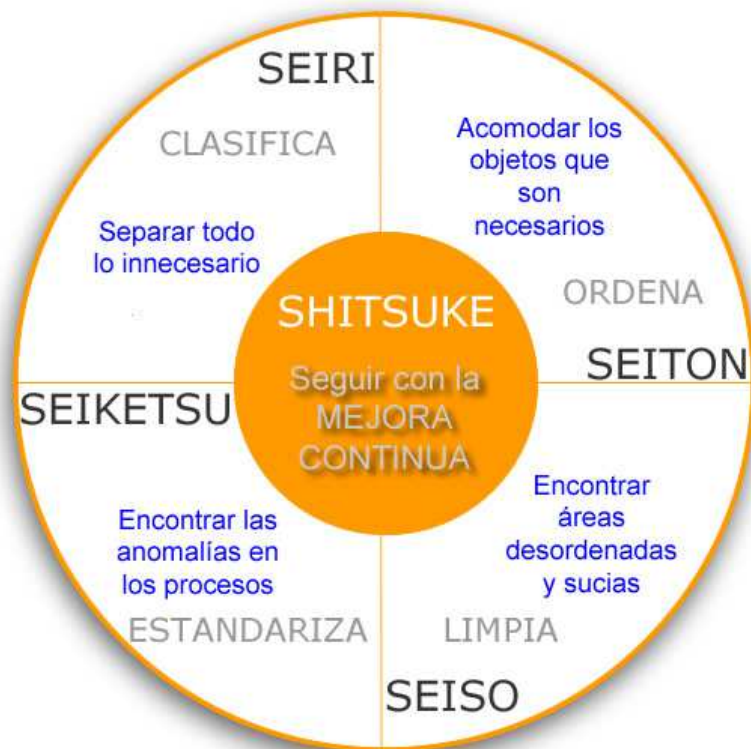 SEIRI
CLASIFICA
Separar todo
lo innecesario
Acomodar los
objetos que
son
necesarios
ORDENA
SEITON
SHITSUKE
Seguir con la
MEJORA
CONTINUA
SEIKETSU
Encontrar las
anomalías en
los procesos
ESTANDARIZA
Encontrar
áreas
desordenadas
y sucias
LIMPIA
SEISO